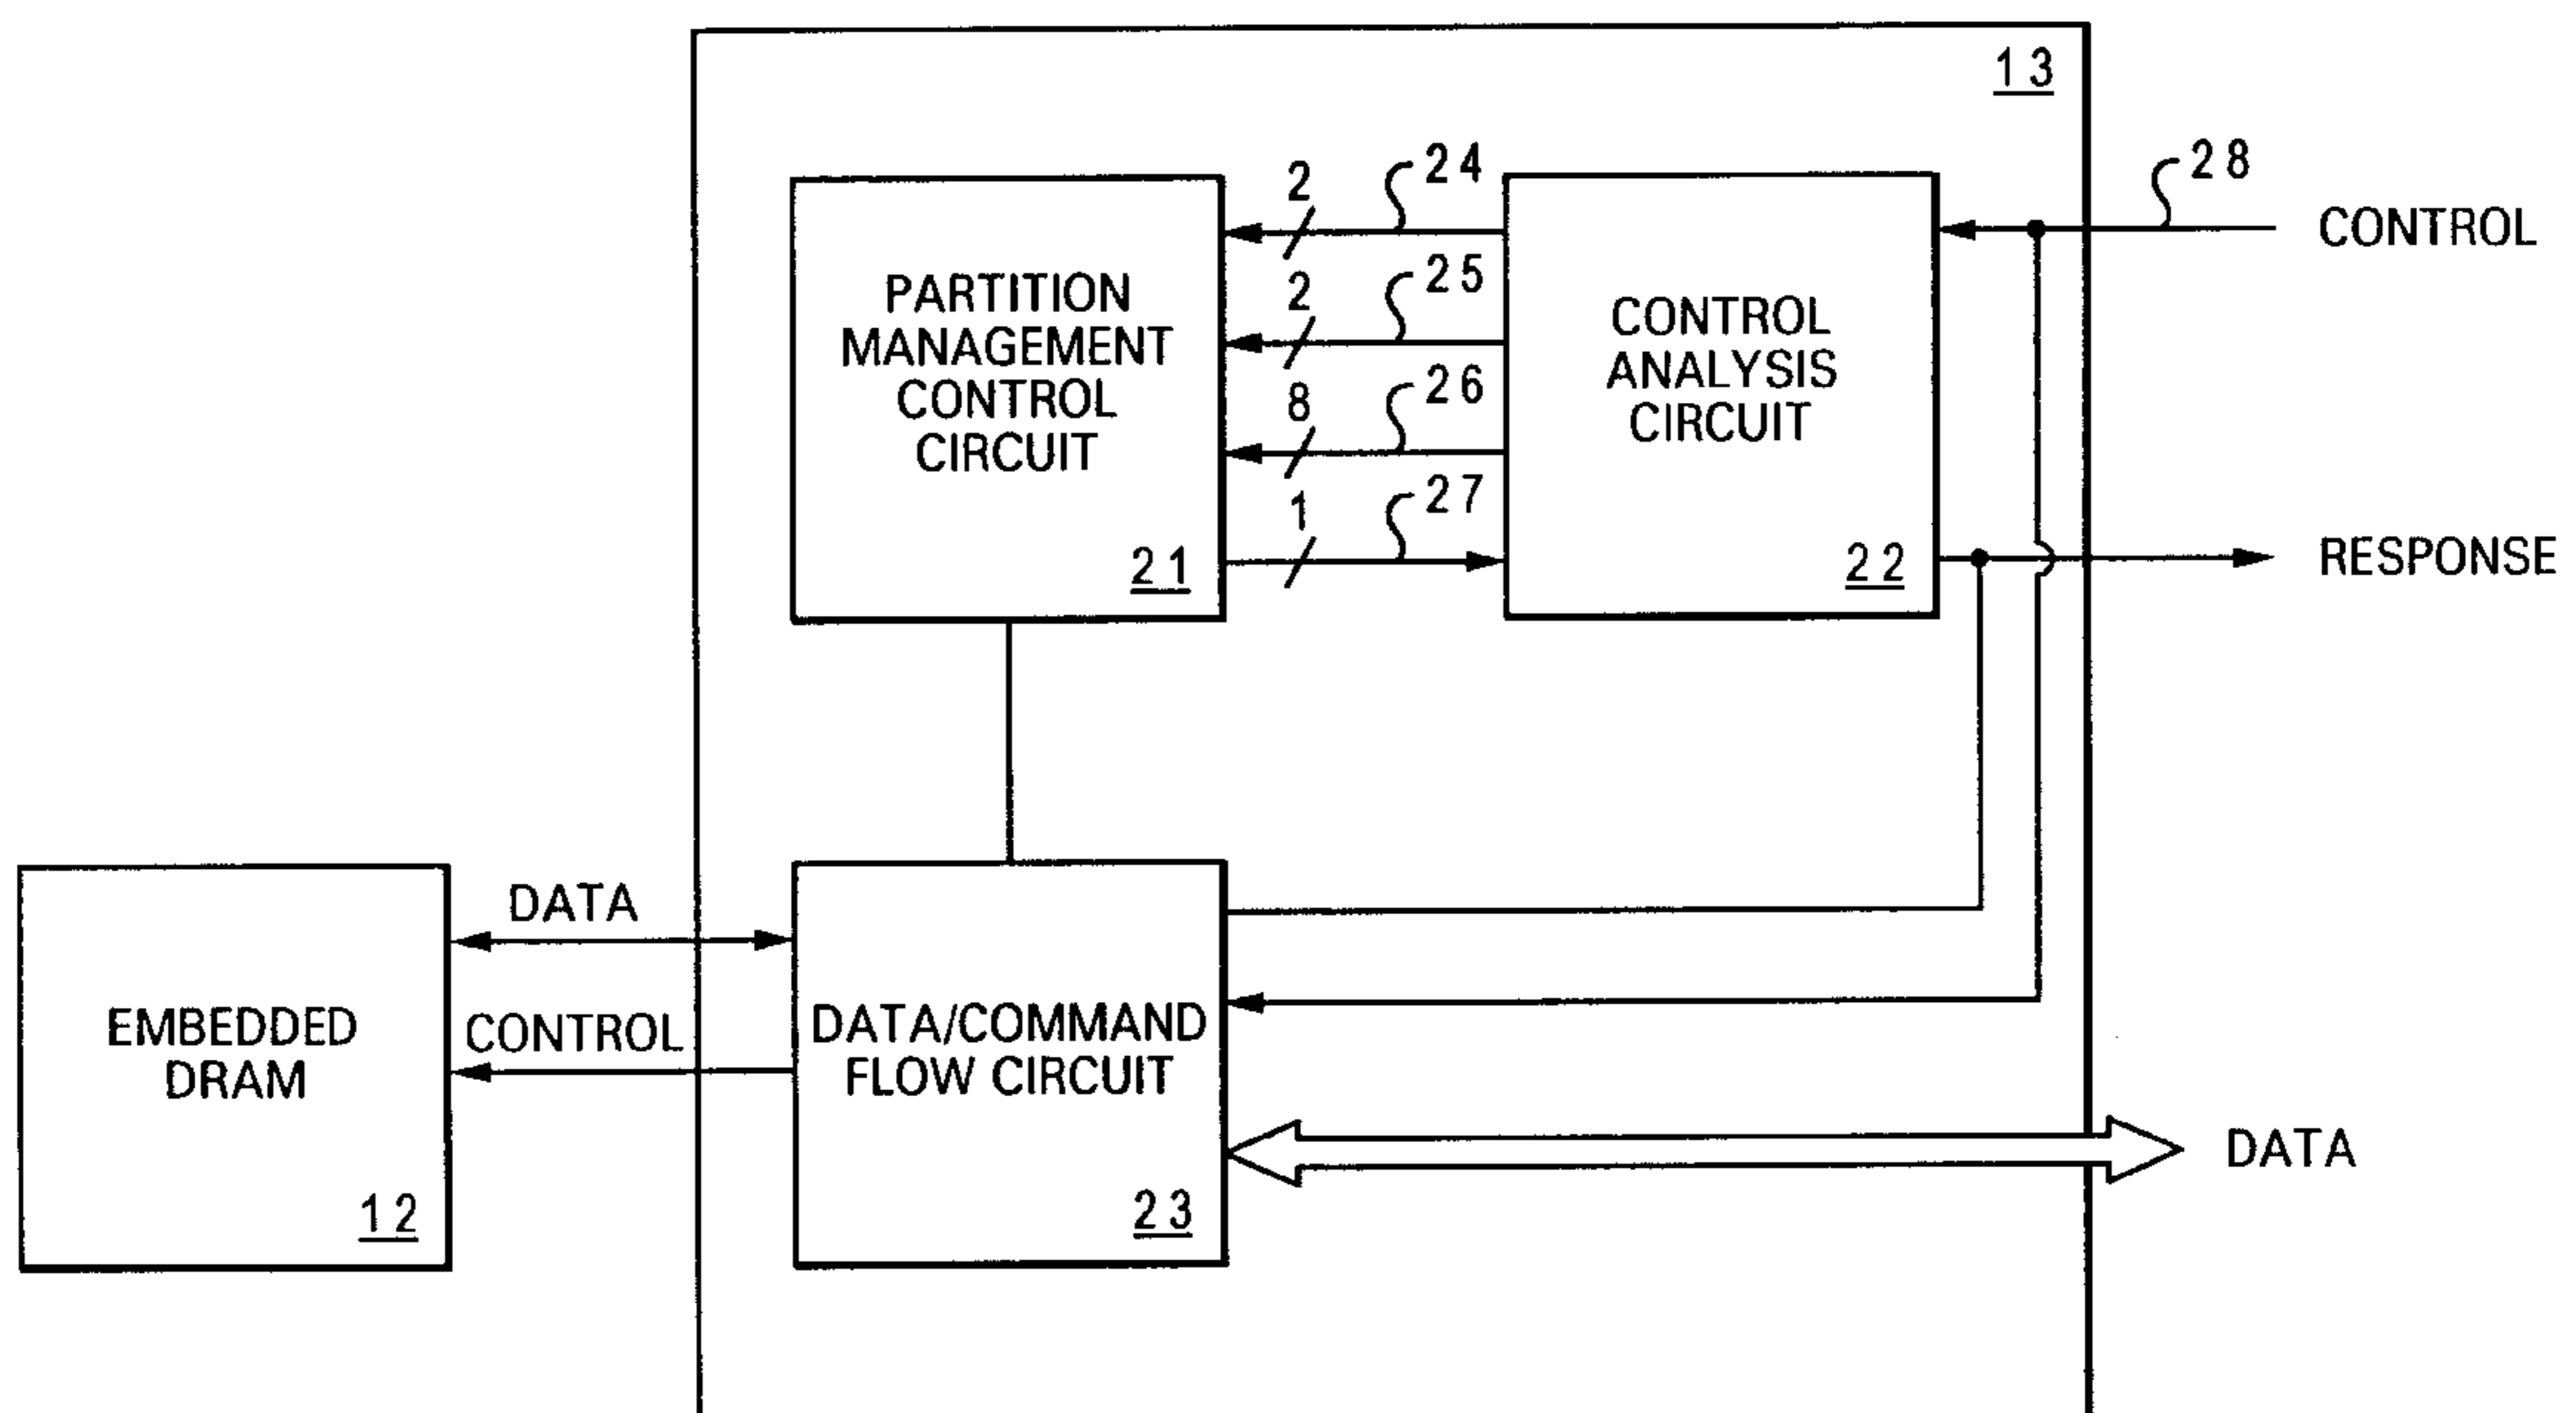 13
2
24
28
CONTROL
2
25
PARTITION
MANAGEMENT
CONTROL
CIRCUIT
21
CONTROL
ANALYSIS
CIRCUIT
22
8
26
1
27
RESPONSE
DATA
CONTROL
EMBEDDED
DRAM
12
DATA/COMMAND
FLOW CIRCUIT
23
DATA